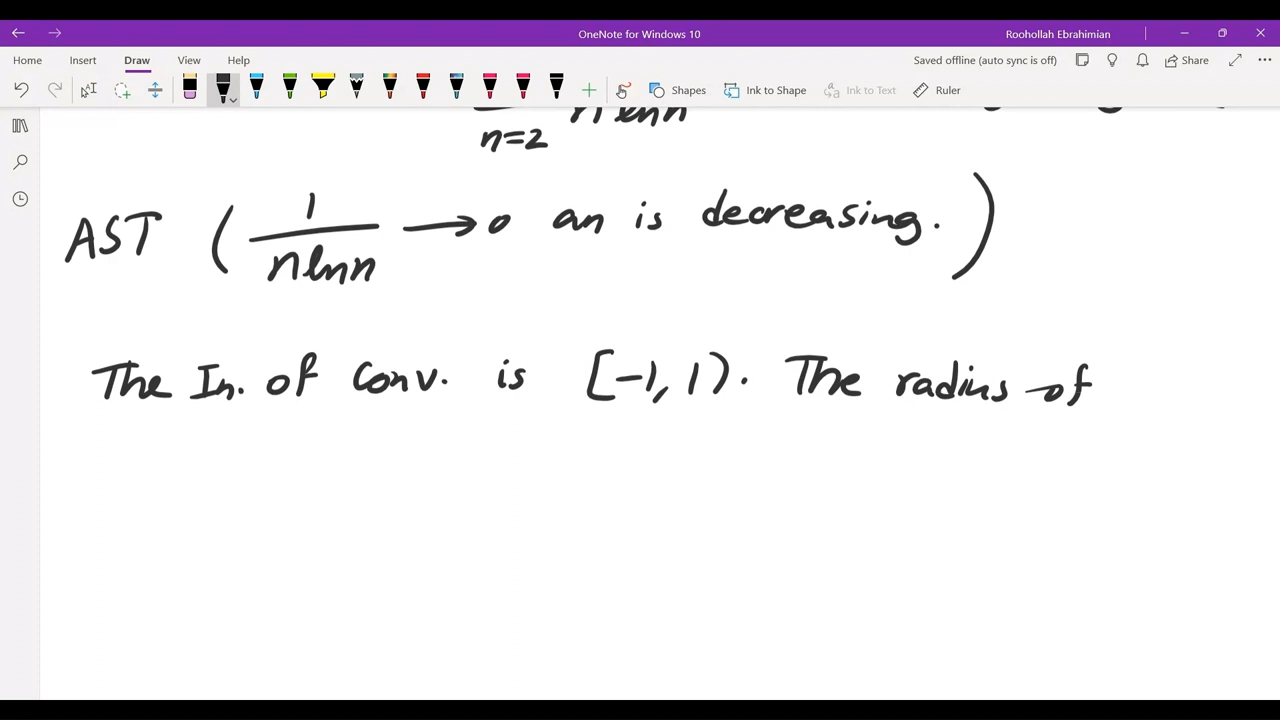 OneNote for Windows 10
Roohollah Ebrahimian
Home Insert Draw View Help
Saved offline (auto sync is off)
Share
Shapes
Ink to Shape
Ink to Text
Ruler
n=2 n ln n
AST ( 1 / n ln n → 0 an is decreasing. )
The In. of Conv. is [-1, 1). The radius of